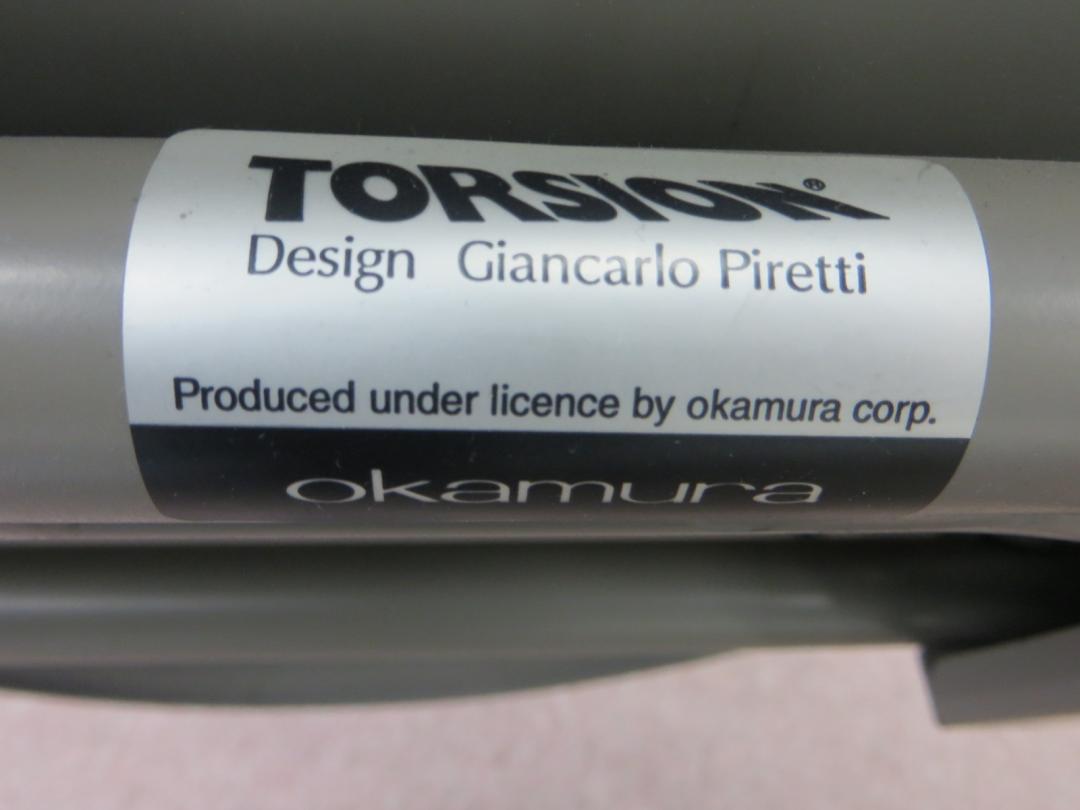 TORSION®
Design Giancarlo Piretti
Produced under licence by okamura corp.
okamura